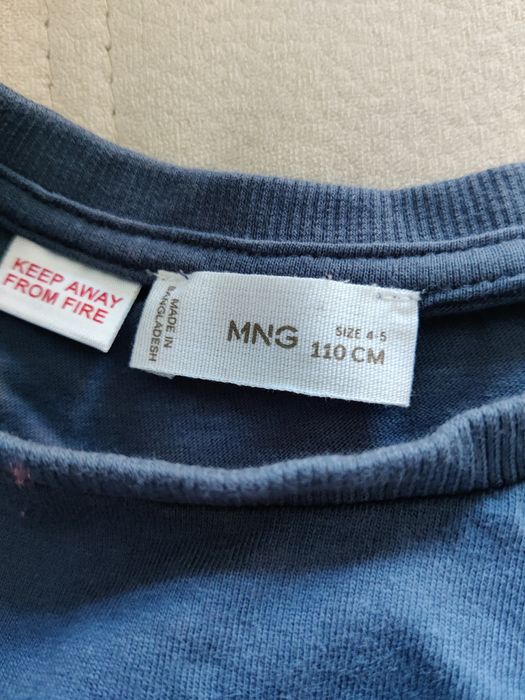 KEEP AWAY
FROM FIRE
MADE IN
BANGLADESH
MNG
SIZE 4-5
110 CM